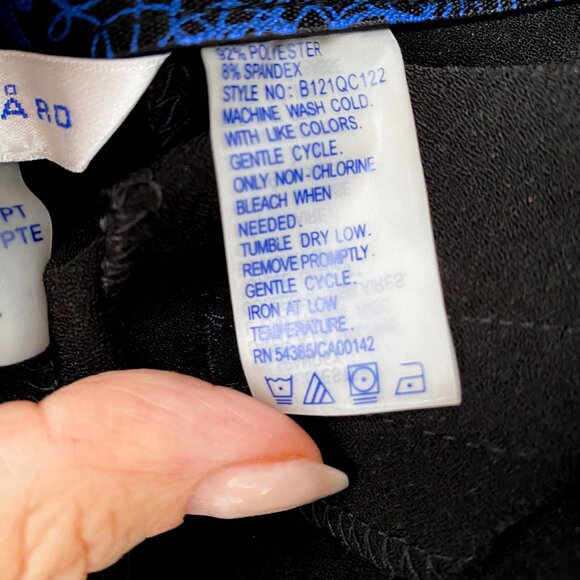 ÅRD
PT
PTE
92% POLYESTER
8% SPANDEX
STYLE NO: B121QC122
MACHINE WASH COLD.
WITH LIKE COLORS.
GENTLE CYCLE.
ONLY NON-CHLORINE
BLEACH WHEN
NEEDED.
TUMBLE DRY LOW.
REMOVE PROMPTLY.
GENTLE CYCLE.
IRON AT LOW
TEMPERATURE.
RN 54365/CA00142